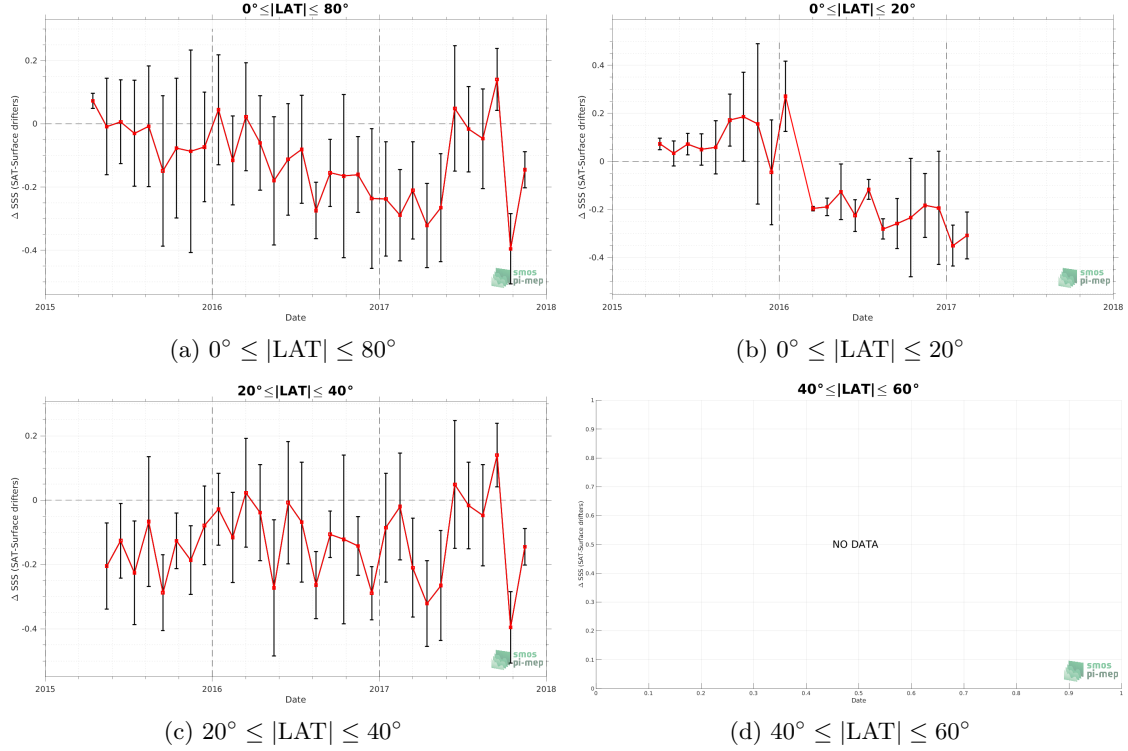 0°≤|LAT|≤ 80°
Δ SSS (SAT-Surface drifters)
0.2
0
-0.2
-0.4
2015
2016
2017
2018
Date
smos
pi-mep
(a) 0° ≤ |LAT| ≤ 80°
0°≤|LAT|≤ 20°
Δ SSS (SAT-Surface drifters)
0.4
0.2
0
-0.2
-0.4
2015
2016
2017
2018
Date
smos
pi-mep
(b) 0° ≤ |LAT| ≤ 20°
20°≤|LAT|≤ 40°
Δ SSS (SAT-Surface drifters)
0.2
0
-0.2
-0.4
2015
2016
2017
2018
Date
smos
pi-mep
(c) 20° ≤ |LAT| ≤ 40°
40°≤|LAT|≤ 60°
Δ SSS (SAT-Surface drifters)
1
0.9
0.8
0.7
0.6
0.5
0.4
0.3
0.2
0.1
0
NO DATA
0
0.1
0.2
0.3
0.4
0.5
0.6
0.7
0.8
0.9
1
Date
smos
pi-mep
(d) 40° ≤ |LAT| ≤ 60°